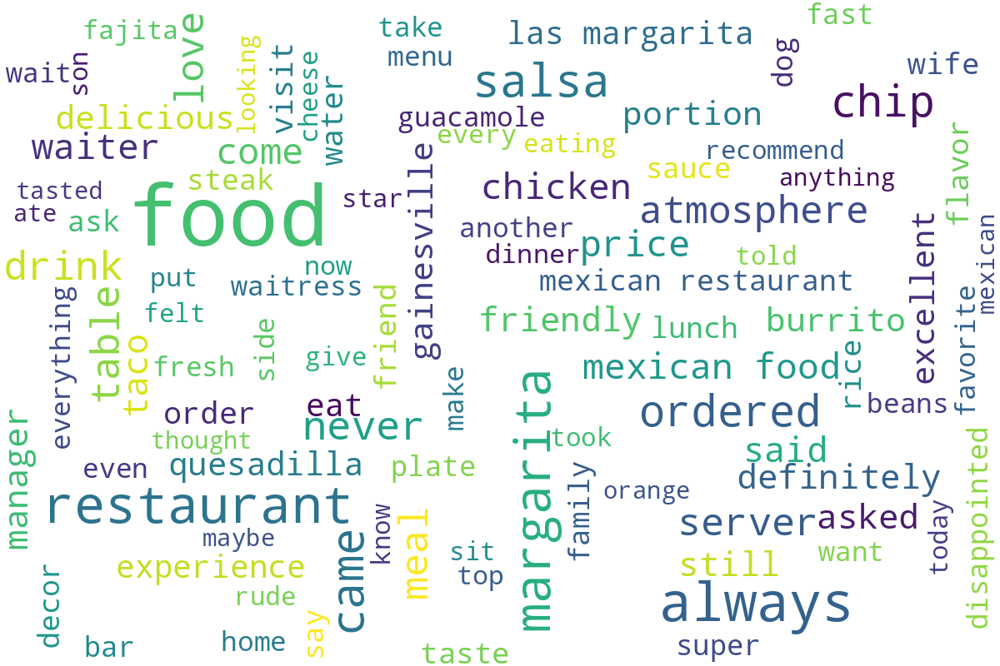 fajita
love
take
las margarita
fast
wait
son
looking
visit
cheese
water
menu
salsa
dog
wife
chip
delicious
guacamole
portion
waiter
come
every
eating
recommend
flavor
tasted
steak
gainesville
chicken
sauce
anything
ate
ask
food
star
another
atmosphere
dinner
price
told
excellent
mexican
drink
put
now
waitress
mexican restaurant
everything
table
taco
felt
side
friend
friendly
lunch
burrito
favorite
fresh
give
make
margarita
mexican food
rice
beans
order
eat
never
ordered
thought
took
said
manager
even
quesadilla
plate
family
orange
definitely
disappointed
restaurant
came
know
meal
server
asked
today
maybe
sit
top
want
experience
still
decor
rude
always
bar
home
say
taste
super